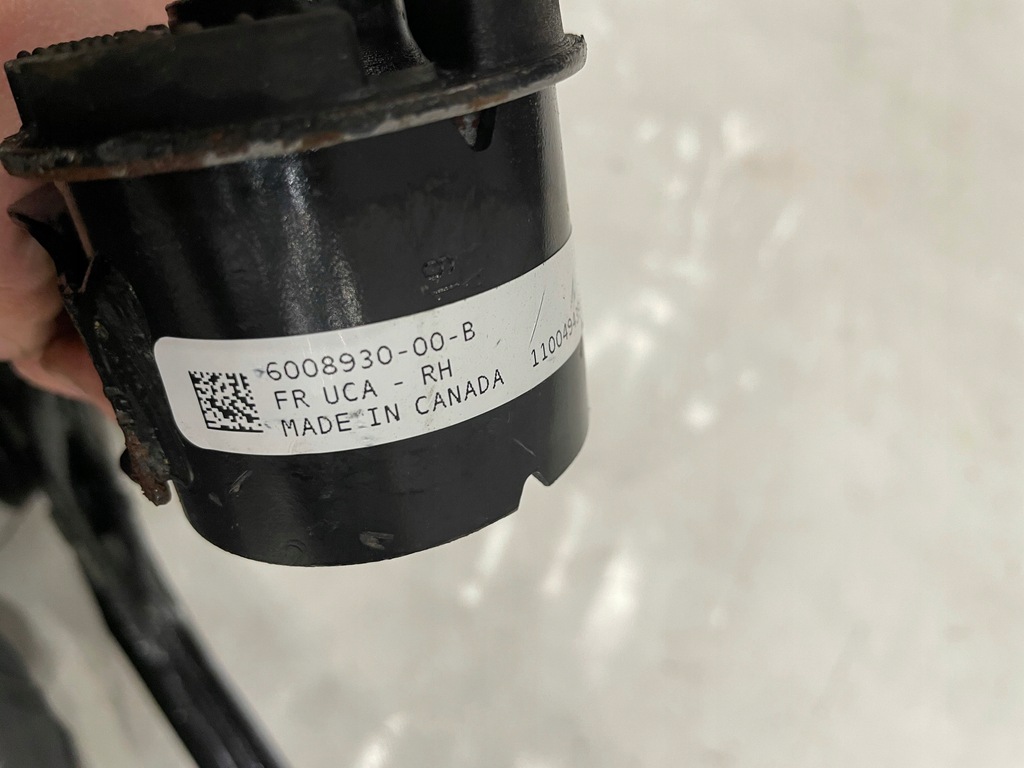 6008930-00-B
FR UCA - RH
MADE IN CANADA